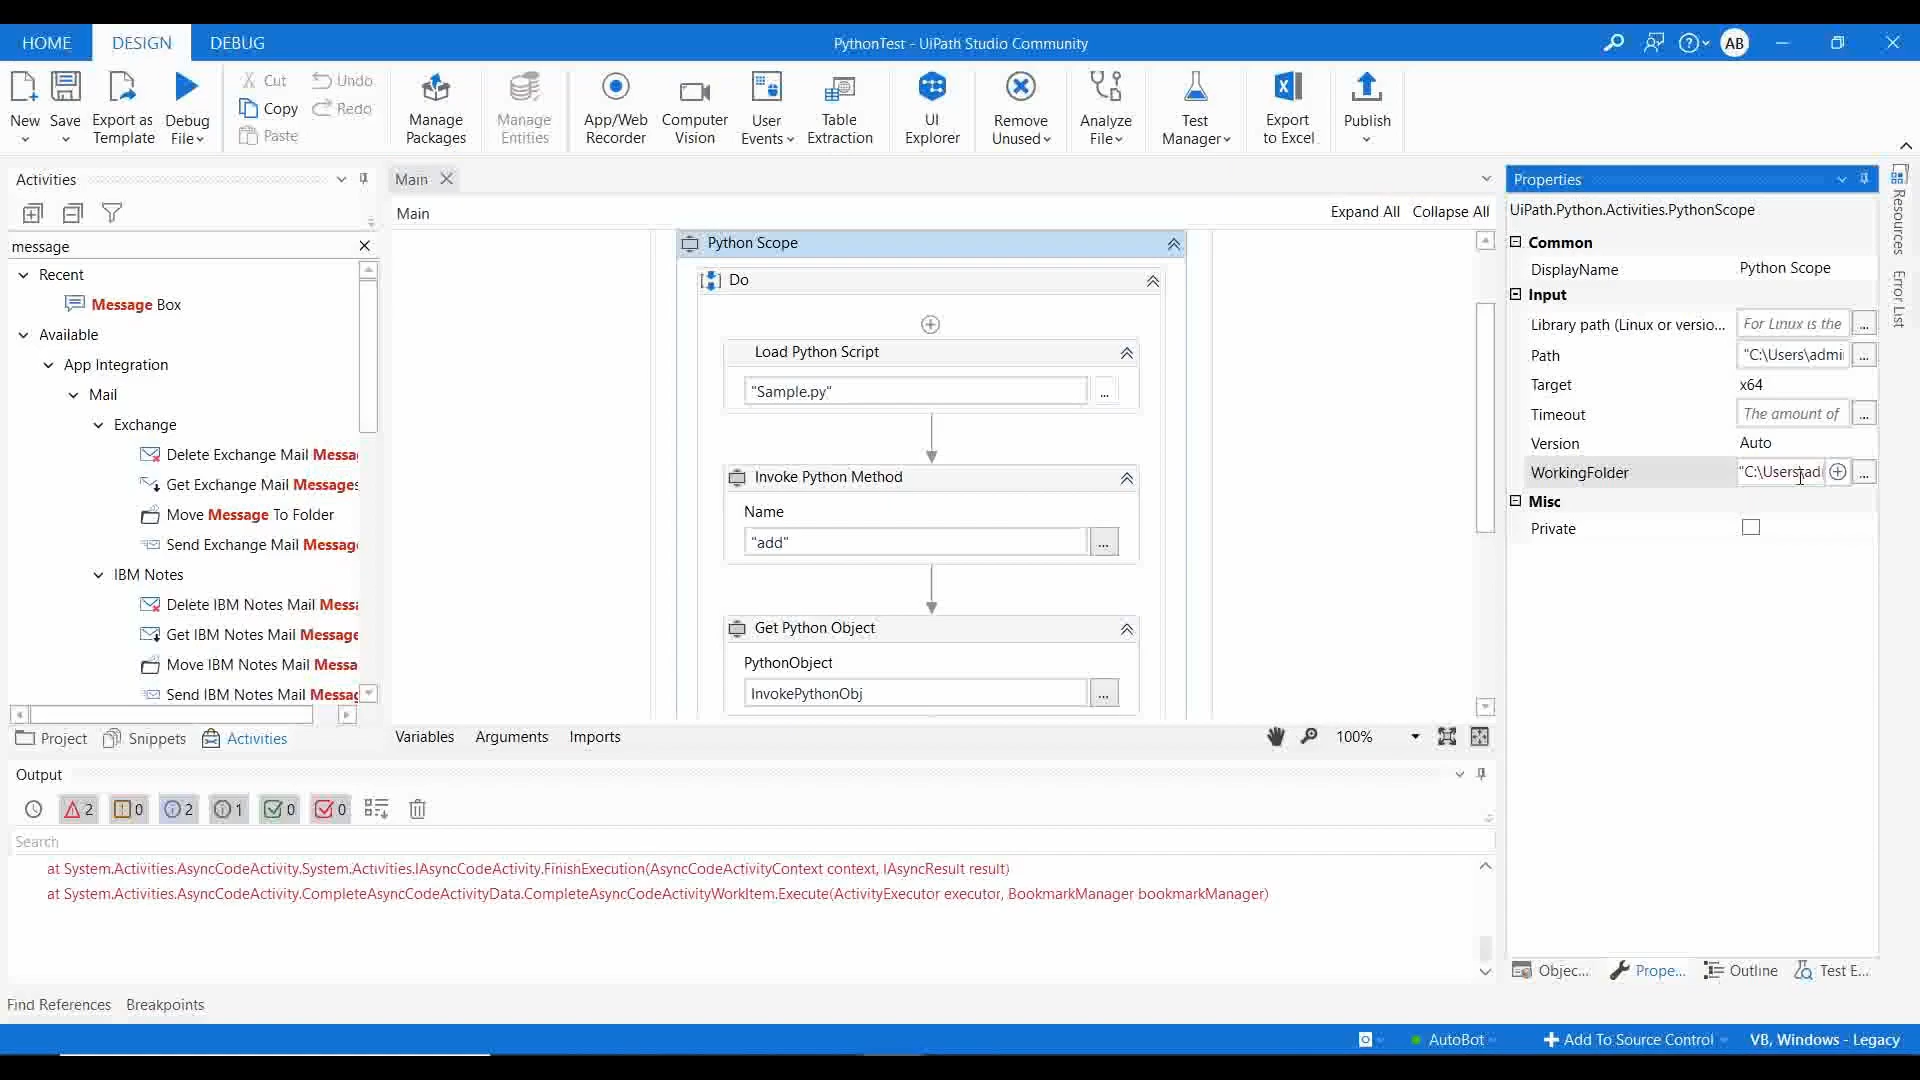 HOME DESIGN DEBUG PythonTest - UiPath Studio Community AB
New Save Export as Template Debug File Cut Copy Paste Undo Redo Manage Packages Manage Entities App/Web Recorder Computer Vision User Events Table Extraction UI Explorer Remove Unused Analyze File Test Manager Export to Excel Publish
Activities
message
Recent
Message Box
Available
App Integration
Mail
Exchange
Delete Exchange Mail Messa
Get Exchange Mail Messages
Move Message To Folder
Send Exchange Mail Messag
IBM Notes
Delete IBM Notes Mail Messa
Get IBM Notes Mail Message
Move IBM Notes Mail Messa
Send IBM Notes Mail Messag
Project Snippets Activities
Main
Main Expand All Collapse All
Python Scope
Do
Load Python Script
"Sample.py"
...
Invoke Python Method
Name
"add"
...
Get Python Object
PythonObject
InvokePythonObj
...
Variables Arguments Imports 100%
Properties
UiPath.Python.Activities.PythonScope
Common
DisplayName Python Scope
Input
Library path (Linux or versio... For Linux is the ...
Path "C:\Users\admi ...
Target x64
Timeout The amount of ...
Version Auto
WorkingFolder "C:\Users\ad ...
Misc
Private
Objec... Prope... Outline Test E...
Resources
Error List
Output
2 0 2 1 0 0
Search
at System.Activities.AsyncCodeActivity.System.Activities.IAsyncCodeActivity.FinishExecution(AsyncCodeActivityContext context, IAsyncResult result)
at System.Activities.AsyncCodeActivity.CompleteAsyncCodeActivityData.CompleteAsyncCodeActivityWorkItem.Execute(ActivityExecutor executor, BookmarkManager bookmarkManager)
Find References Breakpoints
AutoBot Add To Source Control VB, Windows - Legacy